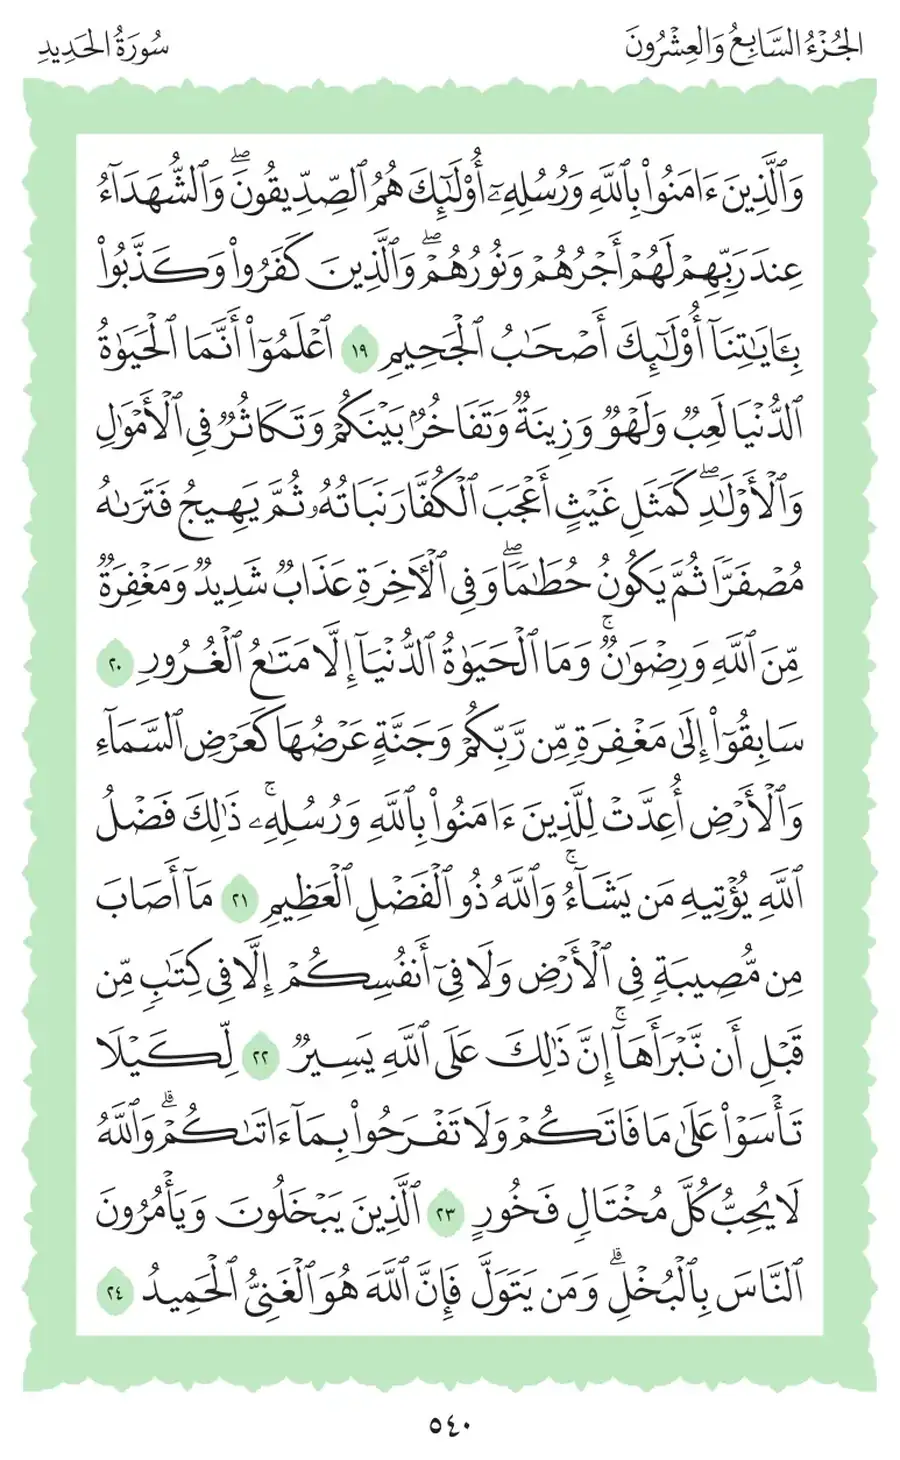 الجُزْءُ السَّابِعُ وَالعِشْرُونَ
سُورَةُ الحَدِيدِ
وَٱلَّذِينَ ءَامَنُوا۟ بِٱللَّهِ وَرُسُلِهِۦٓ أُو۟لَـٰٓئِكَ هُمُ ٱلصِّدِّيقُونَ ۖ وَٱلشُّهَدَآءُ
عِندَ رَبِّهِمْ لَهُمْ أَجْرُهُمْ وَنُورُهُمْ ۖ وَٱلَّذِينَ كَفَرُوا۟ وَكَذَّبُوا۟
بِـَٔايَـٰتِنَآ أُو۟لَـٰٓئِكَ أَصْحَـٰبُ ٱلْجَحِيمِ ١٩ ٱعْلَمُوٓا۟ أَنَّمَا ٱلْحَيَوٰةُ
ٱلدُّنْيَا لَعِبٌ وَلَهْوٌ وَزِينَةٌ وَتَفَاخُرٌۢ بَيْنَكُمْ وَتَكَاثُرٌ فِى ٱلْأَمْوَٰلِ
وَٱلْأَوْلَـٰدِ ۖ كَمَثَلِ غَيْثٍ أَعْجَبَ ٱلْكُفَّارَ نَبَاتُهُۥ ثُمَّ يَهِيجُ فَتَرَىٰهُ
مُصْفَرًّا ثُمَّ يَكُونُ حُطَـٰمًا ۖ وَفِى ٱلْـَٔاخِرَةِ عَذَابٌ شَدِيدٌ وَمَغْفِرَةٌ
مِّنَ ٱللَّهِ وَرِضْوَٰنٌ ۚ وَمَا ٱلْحَيَوٰةُ ٱلدُّنْيَآ إِلَّا مَتَـٰعُ ٱلْغُرُورِ ٢٠
سَابِقُوٓا۟ إِلَىٰ مَغْفِرَةٍ مِّن رَّبِّكُمْ وَجَنَّةٍ عَرْضُهَا كَعَرْضِ ٱلسَّمَآءِ
وَٱلْأَرْضِ أُعِدَّتْ لِلَّذِينَ ءَامَنُوا۟ بِٱللَّهِ وَرُسُلِهِۦ ۚ ذَٰلِكَ فَضْلُ
ٱللَّهِ يُؤْتِيهِ مَن يَشَآءُ ۚ وَٱللَّهُ ذُو ٱلْفَضْلِ ٱلْعَظِيمِ ٢١ مَآ أَصَابَ
مِن مُّصِيبَةٍ فِى ٱلْأَرْضِ وَلَا فِىٓ أَنفُسِكُمْ إِلَّا فِى كِتَـٰبٍ مِّن
قَبْلِ أَن نَّبْرَأَهَآ ۚ إِنَّ ذَٰلِكَ عَلَى ٱللَّهِ يَسِيرٌ ٢٢ لِّكَيْلَا
تَأْسَوْا۟ عَلَىٰ مَا فَاتَكُمْ وَلَا تَفْرَحُوا۟ بِمَآ ءَاتَىٰكُمْ ۗ وَٱللَّهُ
لَا يُحِبُّ كُلَّ مُخْتَالٍ فَخُورٍ ٢٣ ٱلَّذِينَ يَبْخَلُونَ وَيَأْمُرُونَ
ٱلنَّاسَ بِٱلْبُخْلِ ۗ وَمَن يَتَوَلَّ فَإِنَّ ٱللَّهَ هُوَ ٱلْغَنِىُّ ٱلْحَمِيدُ ٢٤
٥٤٠